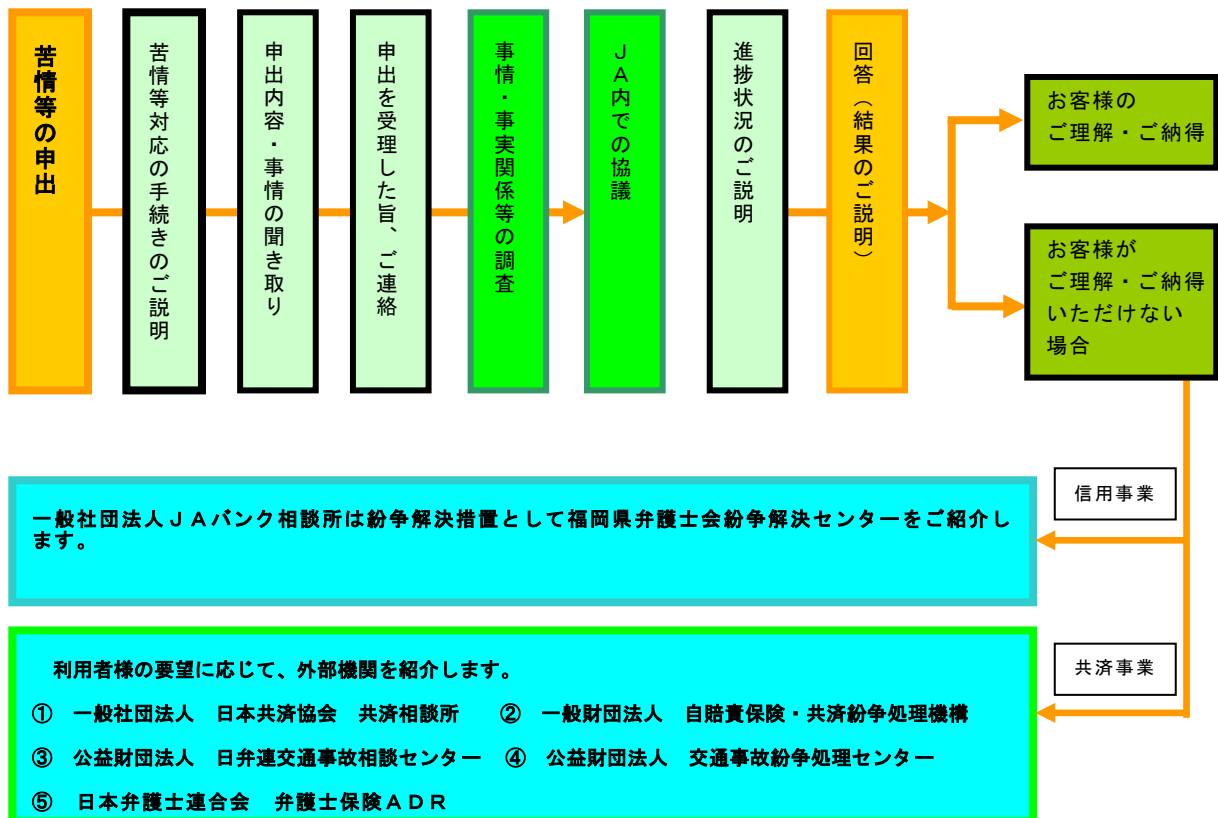 苦情等の申出
苦情等対応の手続きのご説明
申出内容・事情の聞き取り
申出を受理した旨、ご連絡
事情・事実関係等の調査
ＪＡ内での協議
進捗状況のご説明
回答（結果のご説明）
お客様の
ご理解・ご納得
お客様が
ご理解・ご納得
いただけない
場合
信用事業
一般社団法人ＪＡバンク相談所は紛争解決措置として福岡県弁護士会紛争解決センターをご紹介し
ます。
共済事業
利用者様の要望に応じて、外部機関を紹介します。
①　一般社団法人　日本共済協会　共済相談所　　②　一般財団法人　自賠責保険・共済紛争処理機構
③　公益財団法人　日弁連交通事故相談センター　④　公益財団法人　交通事故紛争処理センター
⑤　日本弁護士連合会　弁護士保険ＡＤＲ